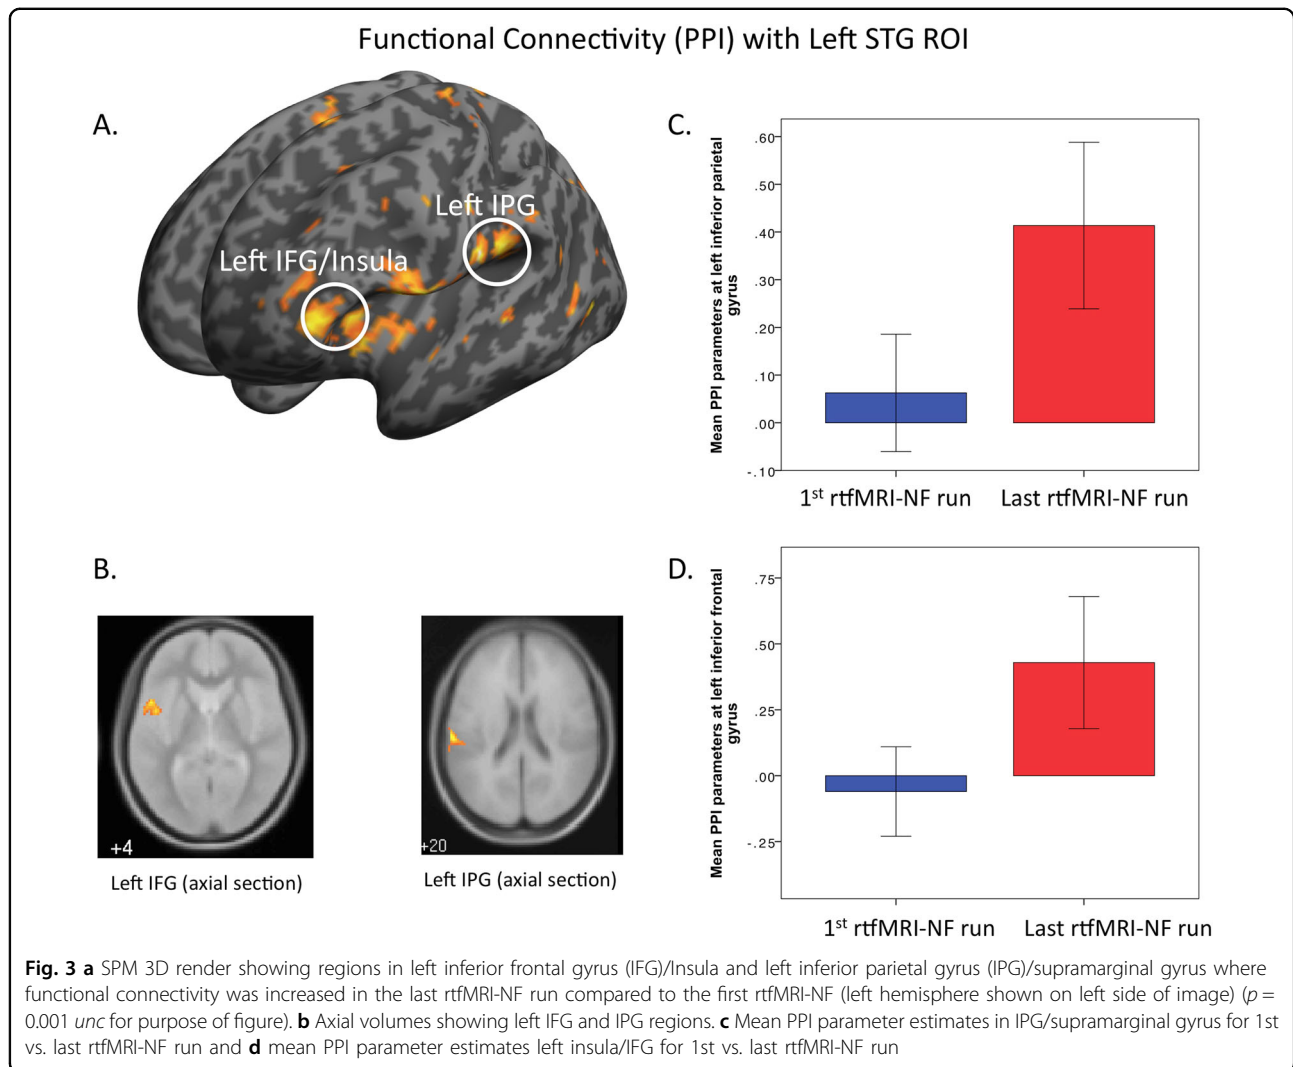 Functional Connectivity (PPI) with Left STG ROI
A.
Left IPG
Left IFG/Insula
B.
+4
Left IFG (axial section)
+20
Left IPG (axial section)
C.
Mean PPI parameters at left inferior parietal
gyrus
.60
.50
.40
.30
.20
.10
.00
-.10
1st rtfMRI-NF run
Last rtfMRI-NF run
D.
Mean PPI parameters at left inferior frontal
gyrus
.75
.50
.25
.00
-.25
1st rtfMRI-NF run
Last rtfMRI-NF run
Fig. 3 a SPM 3D render showing regions in left inferior frontal gyrus (IFG)/Insula and left inferior parietal gyrus (IPG)/supramarginal gyrus where
functional connectivity was increased in the last rtfMRI-NF run compared to the first rtfMRI-NF (left hemisphere shown on left side of image) (p =
0.001 unc for purpose of figure). b Axial volumes showing left IFG and IPG regions. c Mean PPI parameter estimates in IPG/supramarginal gyrus for 1st
vs. last rtfMRI-NF run and d mean PPI parameter estimates left insula/IFG for 1st vs. last rtfMRI-NF run